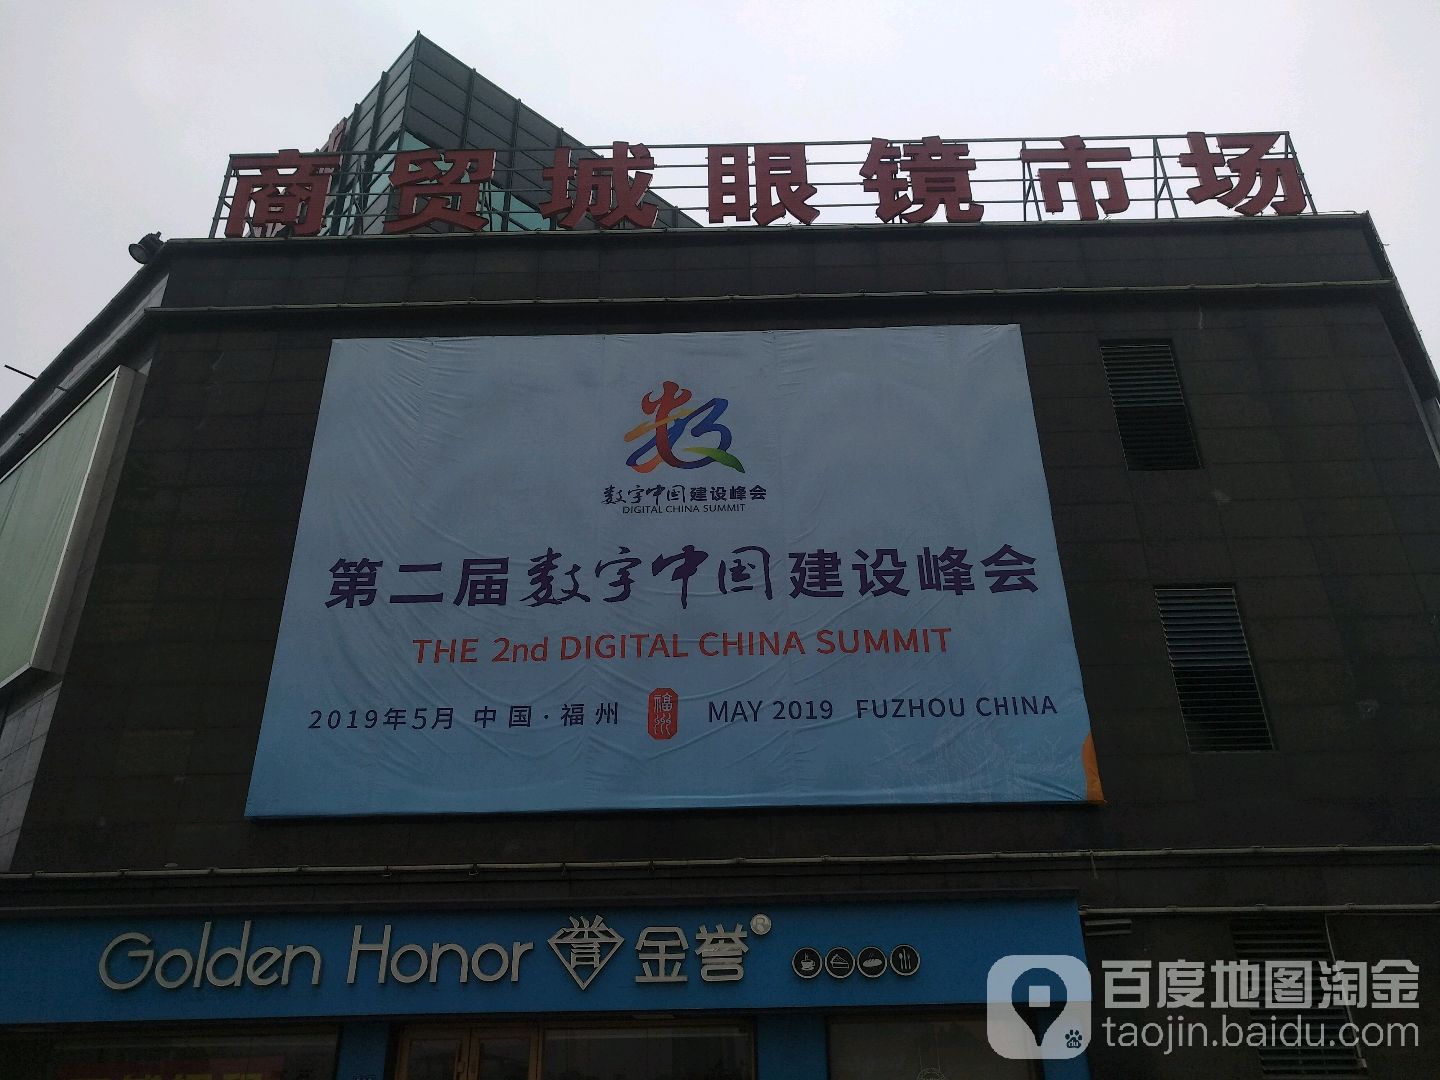 商贸城眼镜市场
数字中国建设峰会
DIGITAL CHINA SUMMIT
第二届数字中国建设峰会
THE 2nd DIGITAL CHINA SUMMIT
2019年5月 中国·福州 福州 MAY 2019 FUZHOU CHINA
Golden Honor 誉 金誉®
百度地图淘金
taojin.baidu.com